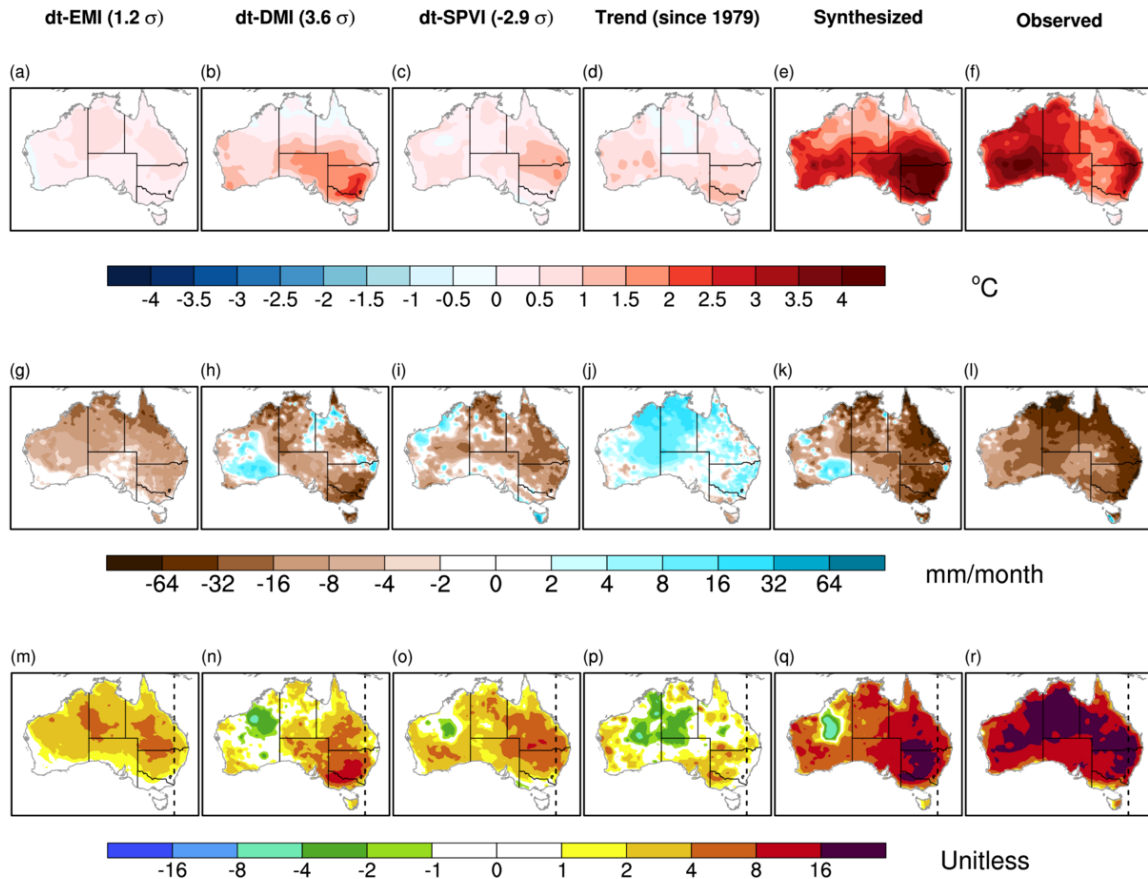 dt-EMI (1.2 σ) dt-DMI (3.6 σ) dt-SPVI (-2.9 σ) Trend (since 1979) Synthesized Observed
(a) (b) (c) (d) (e) (f)
-4 -3.5 -3 -2.5 -2 -1.5 -1 -0.5 0 0.5 1 1.5 2 2.5 3 3.5 4
°C
(g) (h) (i) (j) (k) (l)
-64 -32 -16 -8 -4 -2 0 2 4 8 16 32 64
mm/month
(m) (n) (o) (p) (q) (r)
-16 -8 -4 -2 -1 0 1 2 4 8 16
Unitless